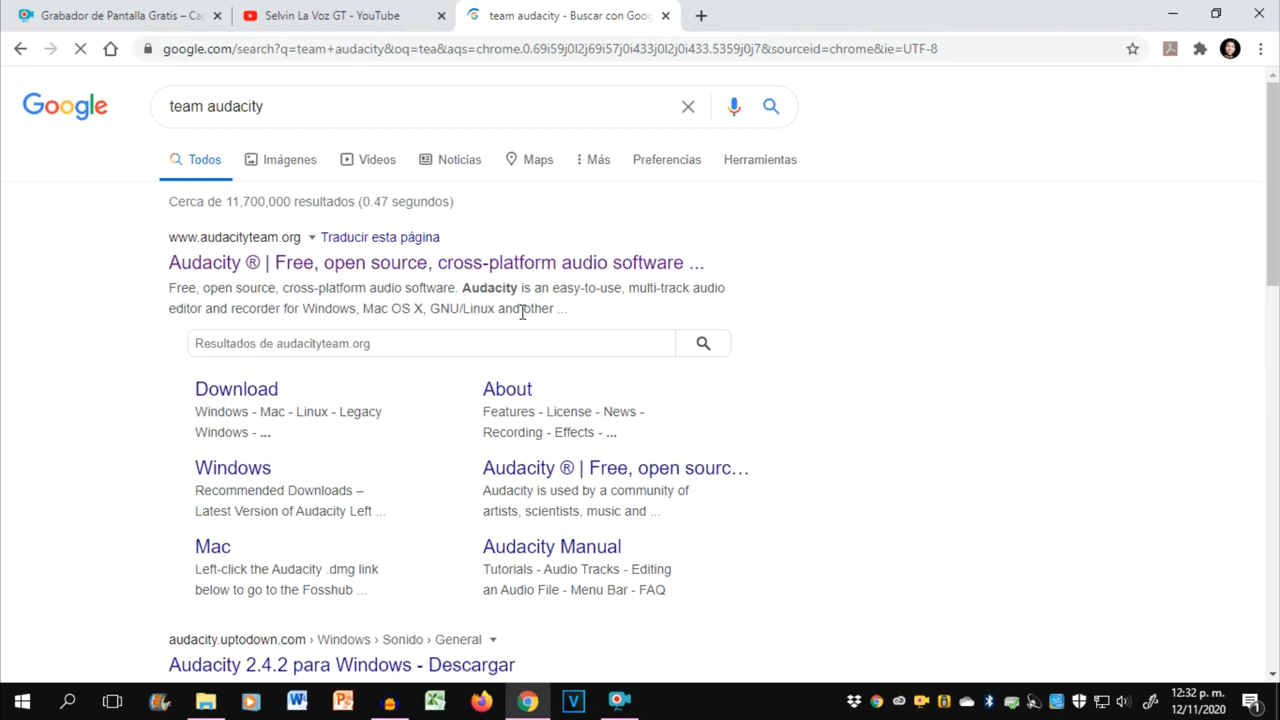 Grabador de Pantalla Gratis – Cap
Selvin La Voz GT - YouTube
team audacity - Buscar con Goog
google.com/search?q=team+audacity&oq=tea&aqs=chrome.0.69i59j0l2j69i57j0i433j0l2j0i433.5359j0j7&sourceid=chrome&ie=UTF-8
Google
team audacity
Todos
Imágenes
Videos
Noticias
Maps
Más
Preferencias
Herramientas
Cerca de 11,700,000 resultados (0.47 segundos)
www.audacityteam.org Traducir esta página
Audacity ® | Free, open source, cross-platform audio software ...
Free, open source, cross-platform audio software. Audacity is an easy-to-use, multi-track audio
editor and recorder for Windows, Mac OS X, GNU/Linux and other ...
Resultados de audacityteam.org
Download
Windows - Mac - Linux - Legacy
Windows - ...
About
Features - License - News -
Recording - Effects - ...
Windows
Recommended Downloads –
Latest Version of Audacity Left ...
Audacity ® | Free, open sourc...
Audacity is used by a community of
artists, scientists, music and ...
Mac
Left-click the Audacity .dmg link
below to go to the Fosshub ...
Audacity Manual
Tutorials - Audio Tracks - Editing
an Audio File - Menu Bar - FAQ
audacity.uptodown.com › Windows › Sonido › General
Audacity 2.4.2 para Windows - Descargar
12:32 p. m.
12/11/2020